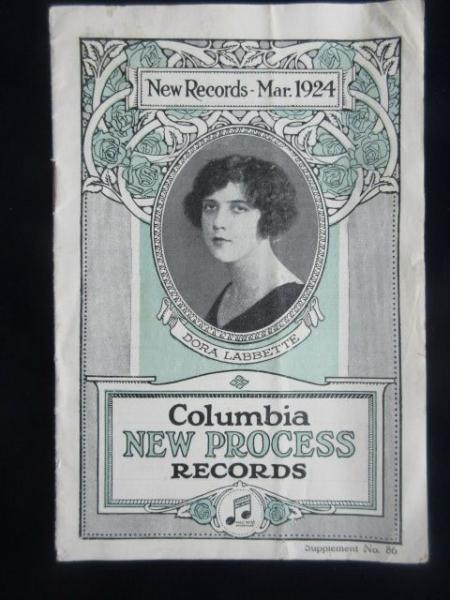 New Records - Mar. 1924
DORA LABBETTE
Columbia
NEW PROCESS
RECORDS
Supplement No. 86